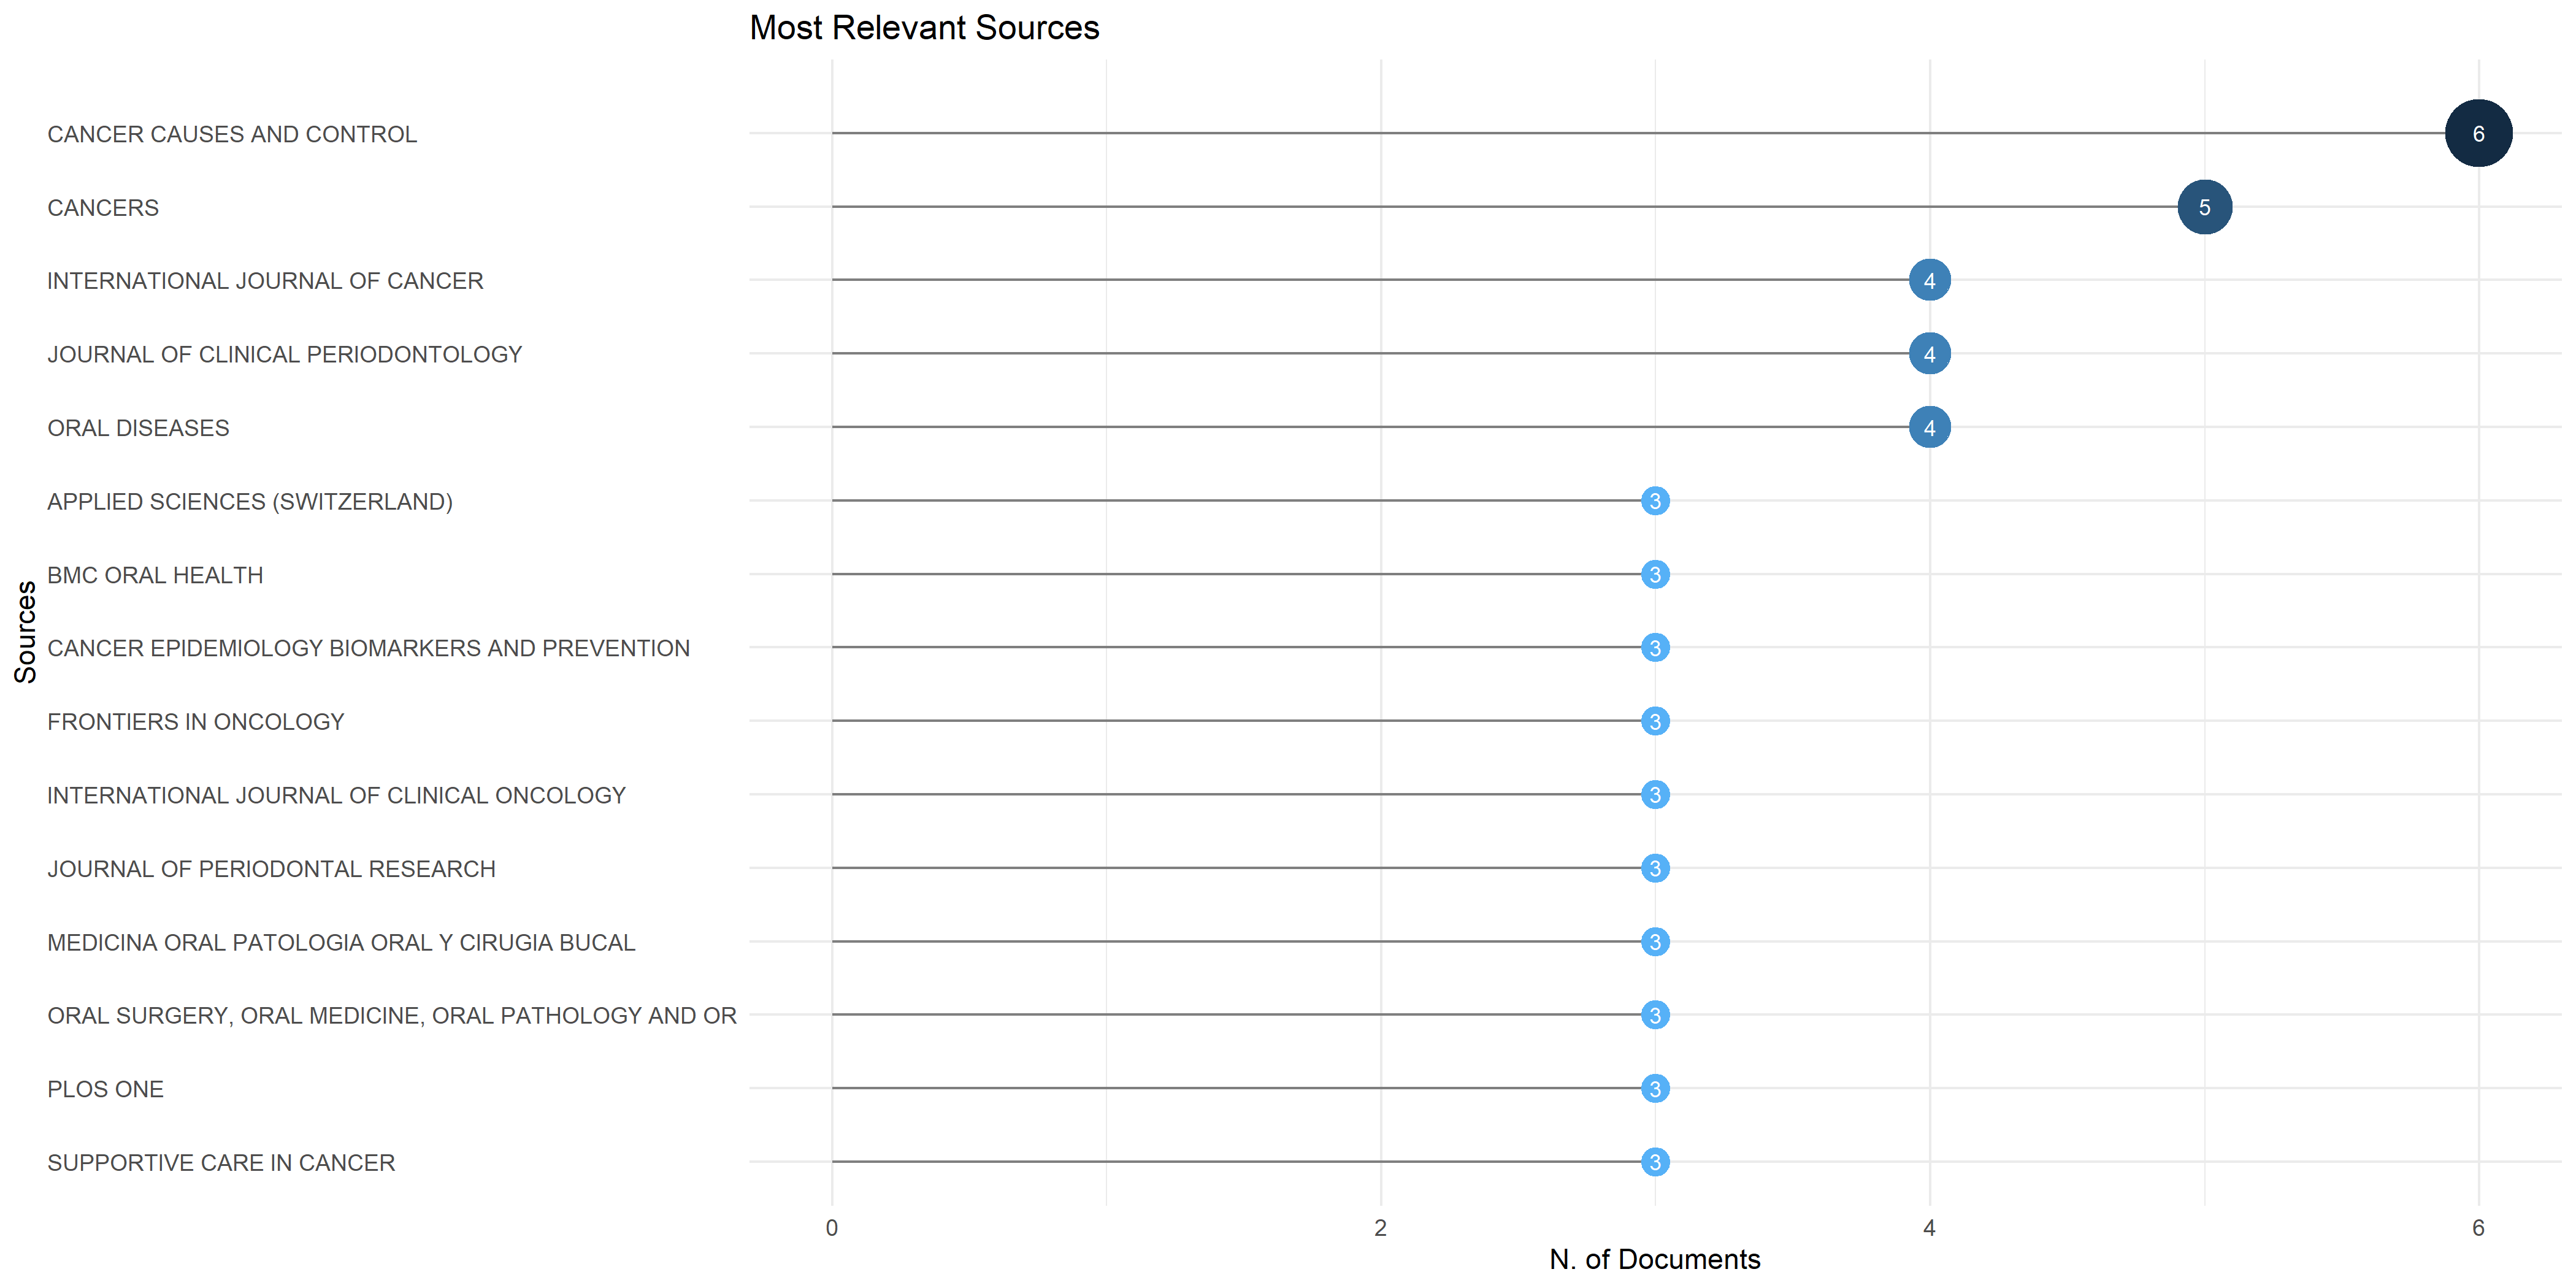 Most Relevant Sources
CANCER CAUSES AND CONTROL 6
CANCERS 5
INTERNATIONAL JOURNAL OF CANCER 4
JOURNAL OF CLINICAL PERIODONTOLOGY 4
ORAL DISEASES 4
APPLIED SCIENCES (SWITZERLAND) 3
BMC ORAL HEALTH 3
CANCER EPIDEMIOLOGY BIOMARKERS AND PREVENTION 3
FRONTIERS IN ONCOLOGY 3
INTERNATIONAL JOURNAL OF CLINICAL ONCOLOGY 3
JOURNAL OF PERIODONTAL RESEARCH 3
MEDICINA ORAL PATOLOGIA ORAL Y CIRUGIA BUCAL 3
ORAL SURGERY, ORAL MEDICINE, ORAL PATHOLOGY AND OR 3
PLOS ONE 3
SUPPORTIVE CARE IN CANCER 3
Sources
0 2 4 6
N. of Documents